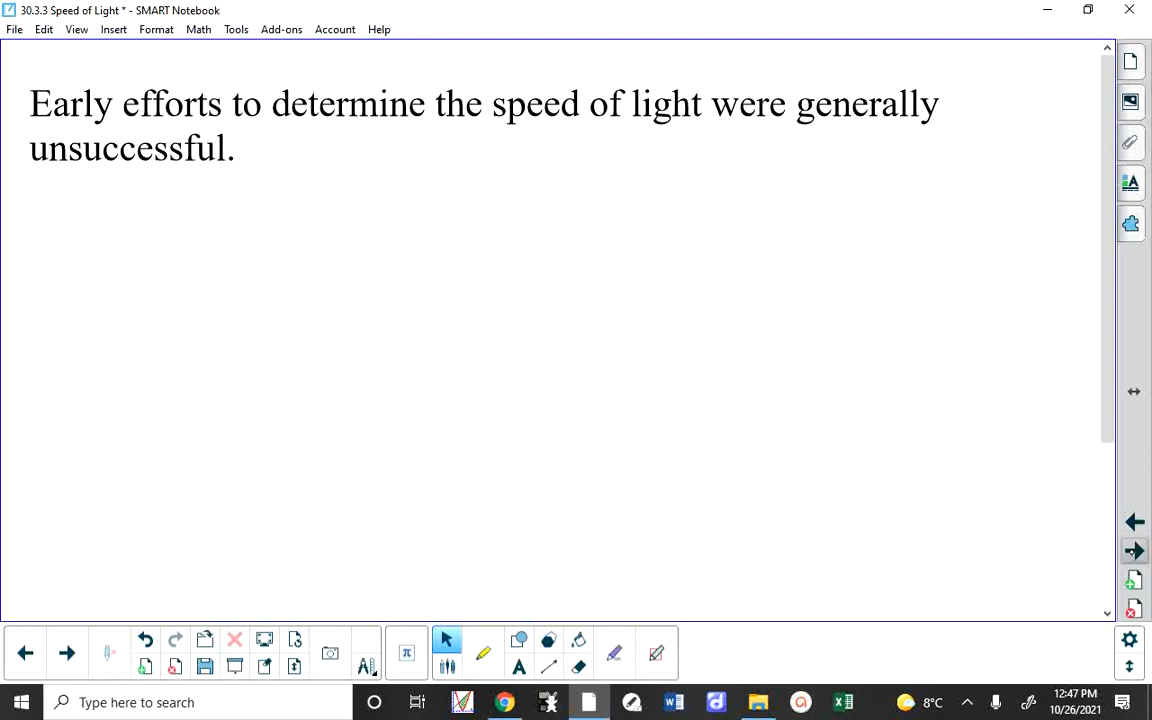 30.3.3 Speed of Light * - SMART Notebook
File Edit View Insert Format Math Tools Add-ons Account Help
Early efforts to determine the speed of light were generally
unsuccessful.
Type here to search
8°C
12:47 PM
10/26/2021